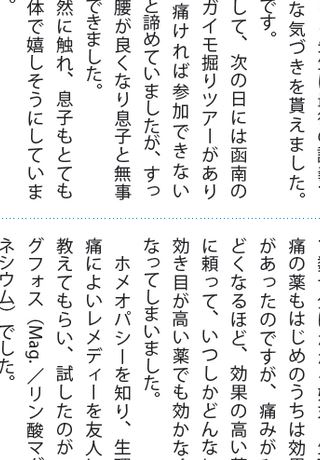 な気づきを貰えました。
です。
して、次の日には函南の
ガイモ掘りツアーがあり
痛ければ参加できない
と諦めていましたが、すっ
腰が良くなり息子と無事
できました。
然に触れ、息子もとても
体で嬉しそうにしていま
。
痛の薬もはじめのうちは効果
があったのですが、痛みが
どくなるほど、効果の高い
に頼って、いつしかどんな
効き目が高い薬でも効かな
なってしまいました。
ホメオパシーを知り、生理
痛によいレメディーを友人
教えてもらい、試したのが
グフォス（Mag.／リン酸マグ
ネシウム）でした。